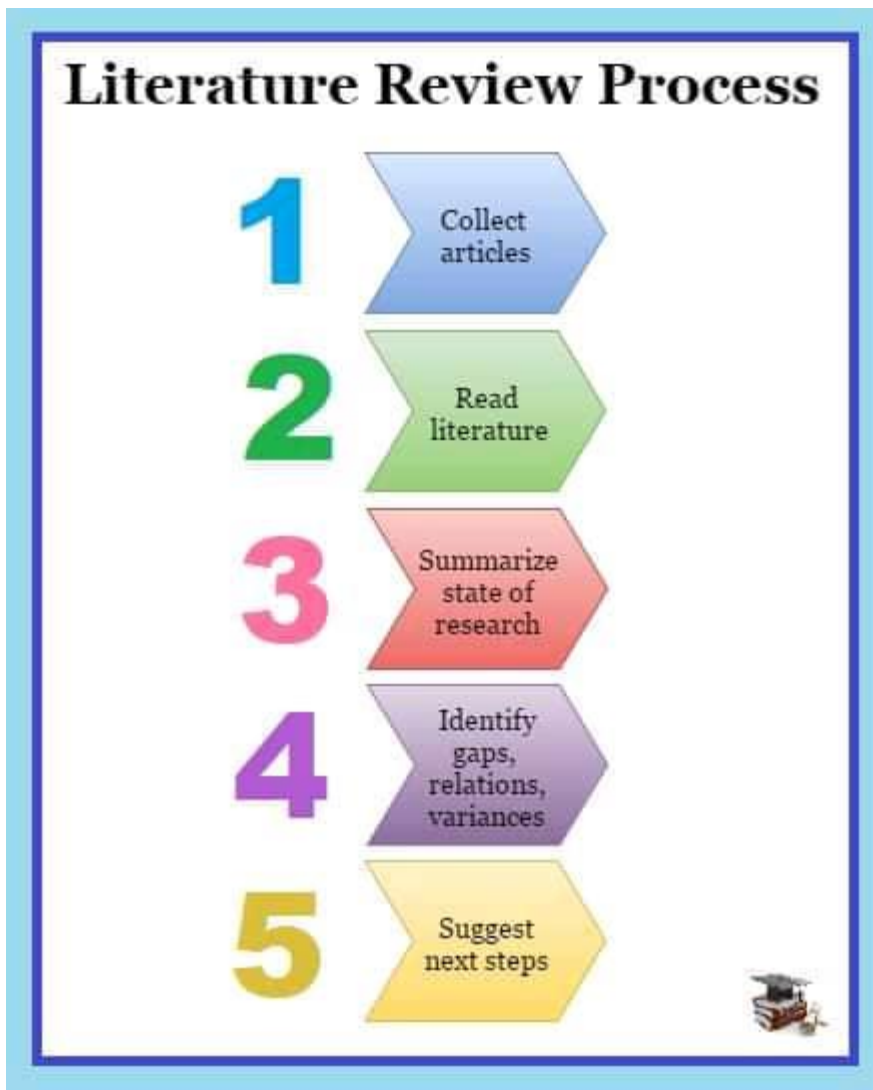 Literature Review Process
1
Collect
articles
2
Read
literature
3
Summarize
state of
research
4
Identify
gaps,
relations,
variances
5
Suggest
next steps